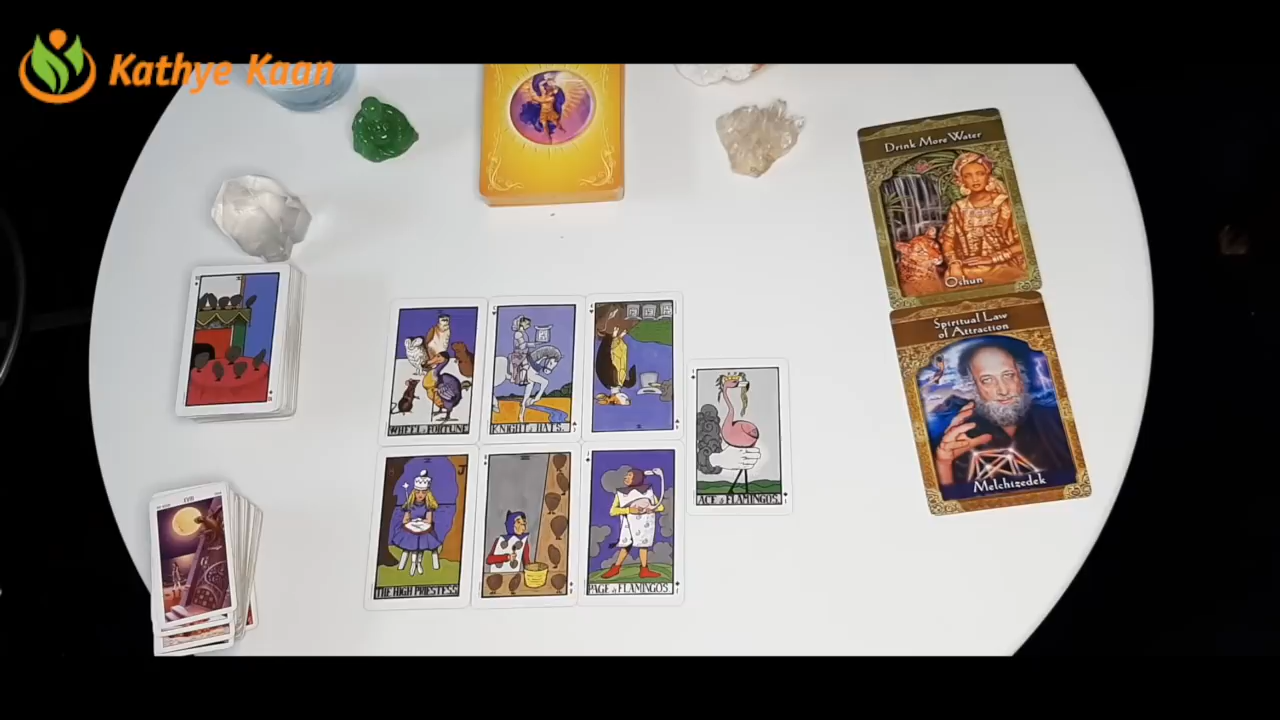 Kathye Kaan
Drink More Water
Oshun
Spiritual Law
of Attraction
Melchizedek
WHEEL of FORTUNE
KNIGHT of HATS.
ACE of FLAMINGOS.
THE HIGH PRIESTESS
J
PAGE of FLAMINGOS.
XVIII